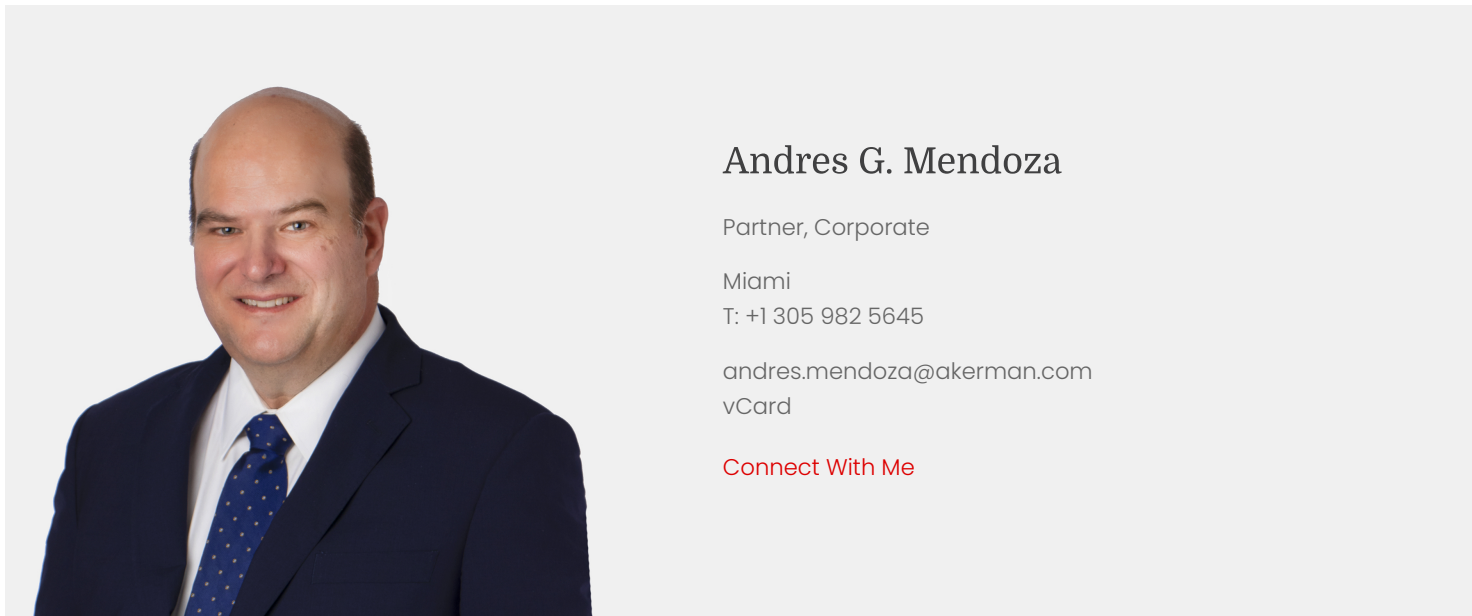 Andres G. Mendoza
Partner, Corporate
Miami
T: +1 305 982 5645
andres.mendoza@akerman.com
vCard
Connect With Me